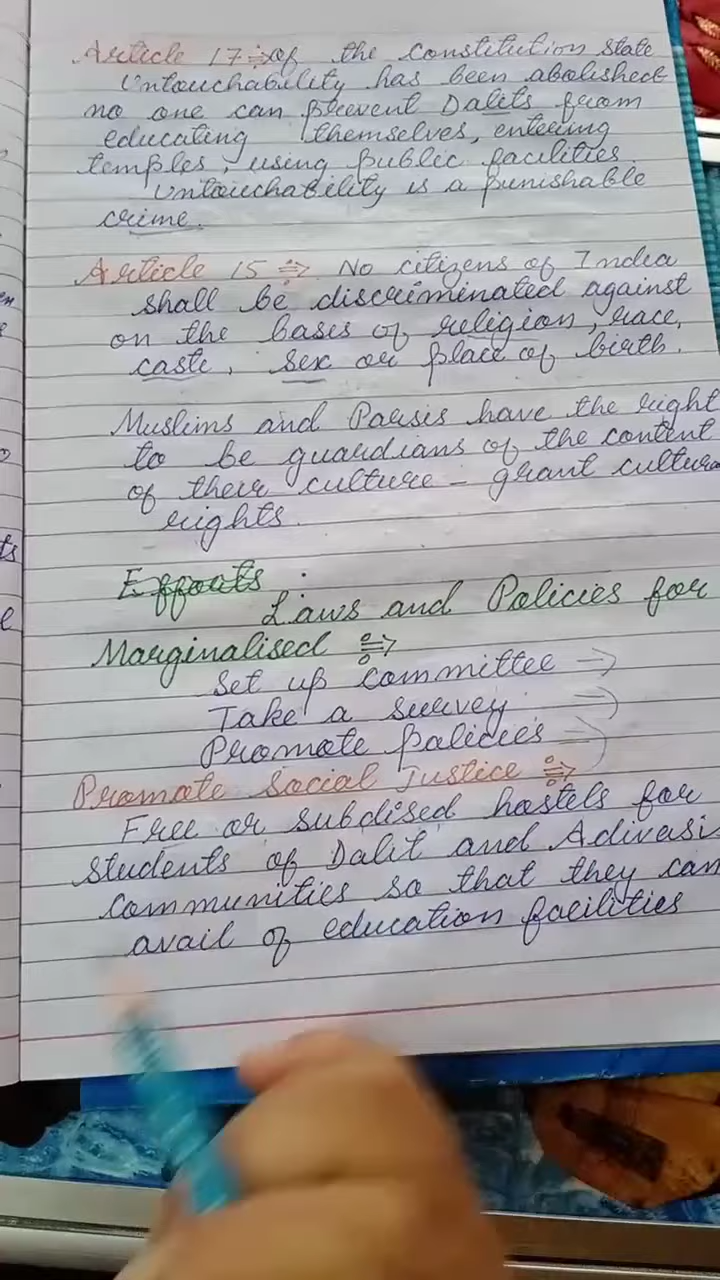 Article 17 ⇒ of the Constitution state
Untouchability has been abolished
no one can prevent Dalits from
educating themselves, entering
temples, using public facilities.
Untouchability is a punishable
crime.
Article 15 ⇒ No citizens of India
shall be discriminated against
on the basis of religion, race,
caste, sex or place of birth.
Muslims and Parsis have the right
to be guardians of the content
of their culture - grant cultura
rights.
Efforts
Laws and Policies for
Marginalised ⇒
Set up committee →
Take a survey
Promote policies
Promote Social Justice ⇒
Free or subdised hostels for
students of Dalit and Adivasi
communities so that they can
avail of education facilities